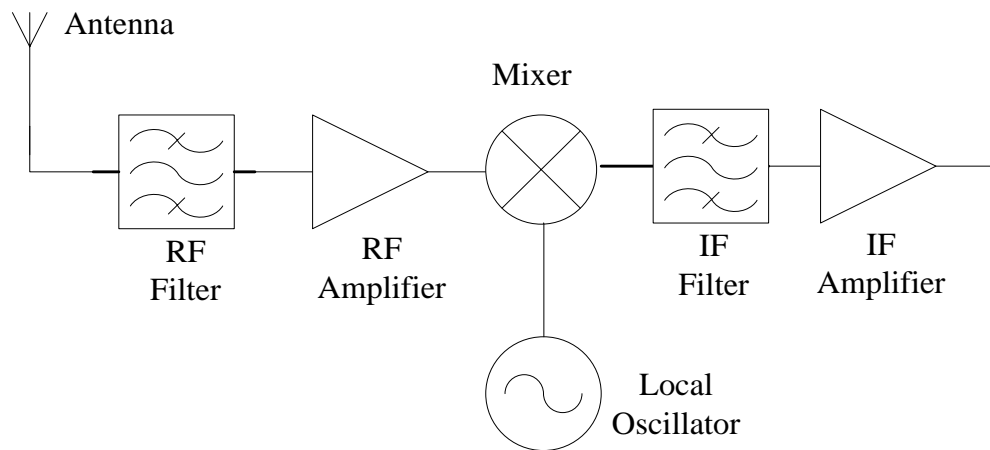 Antenna
Mixer
RF
Filter
RF
Amplifier
IF
Filter
IF
Amplifier
Local
Oscillator